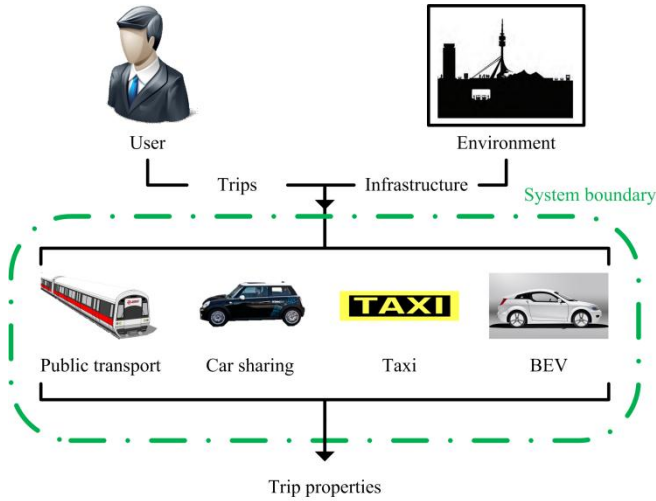 User
Environment
Trips
Infrastructure
System boundary
TAXI
Public transport
Car sharing
Taxi
BEV
Trip properties